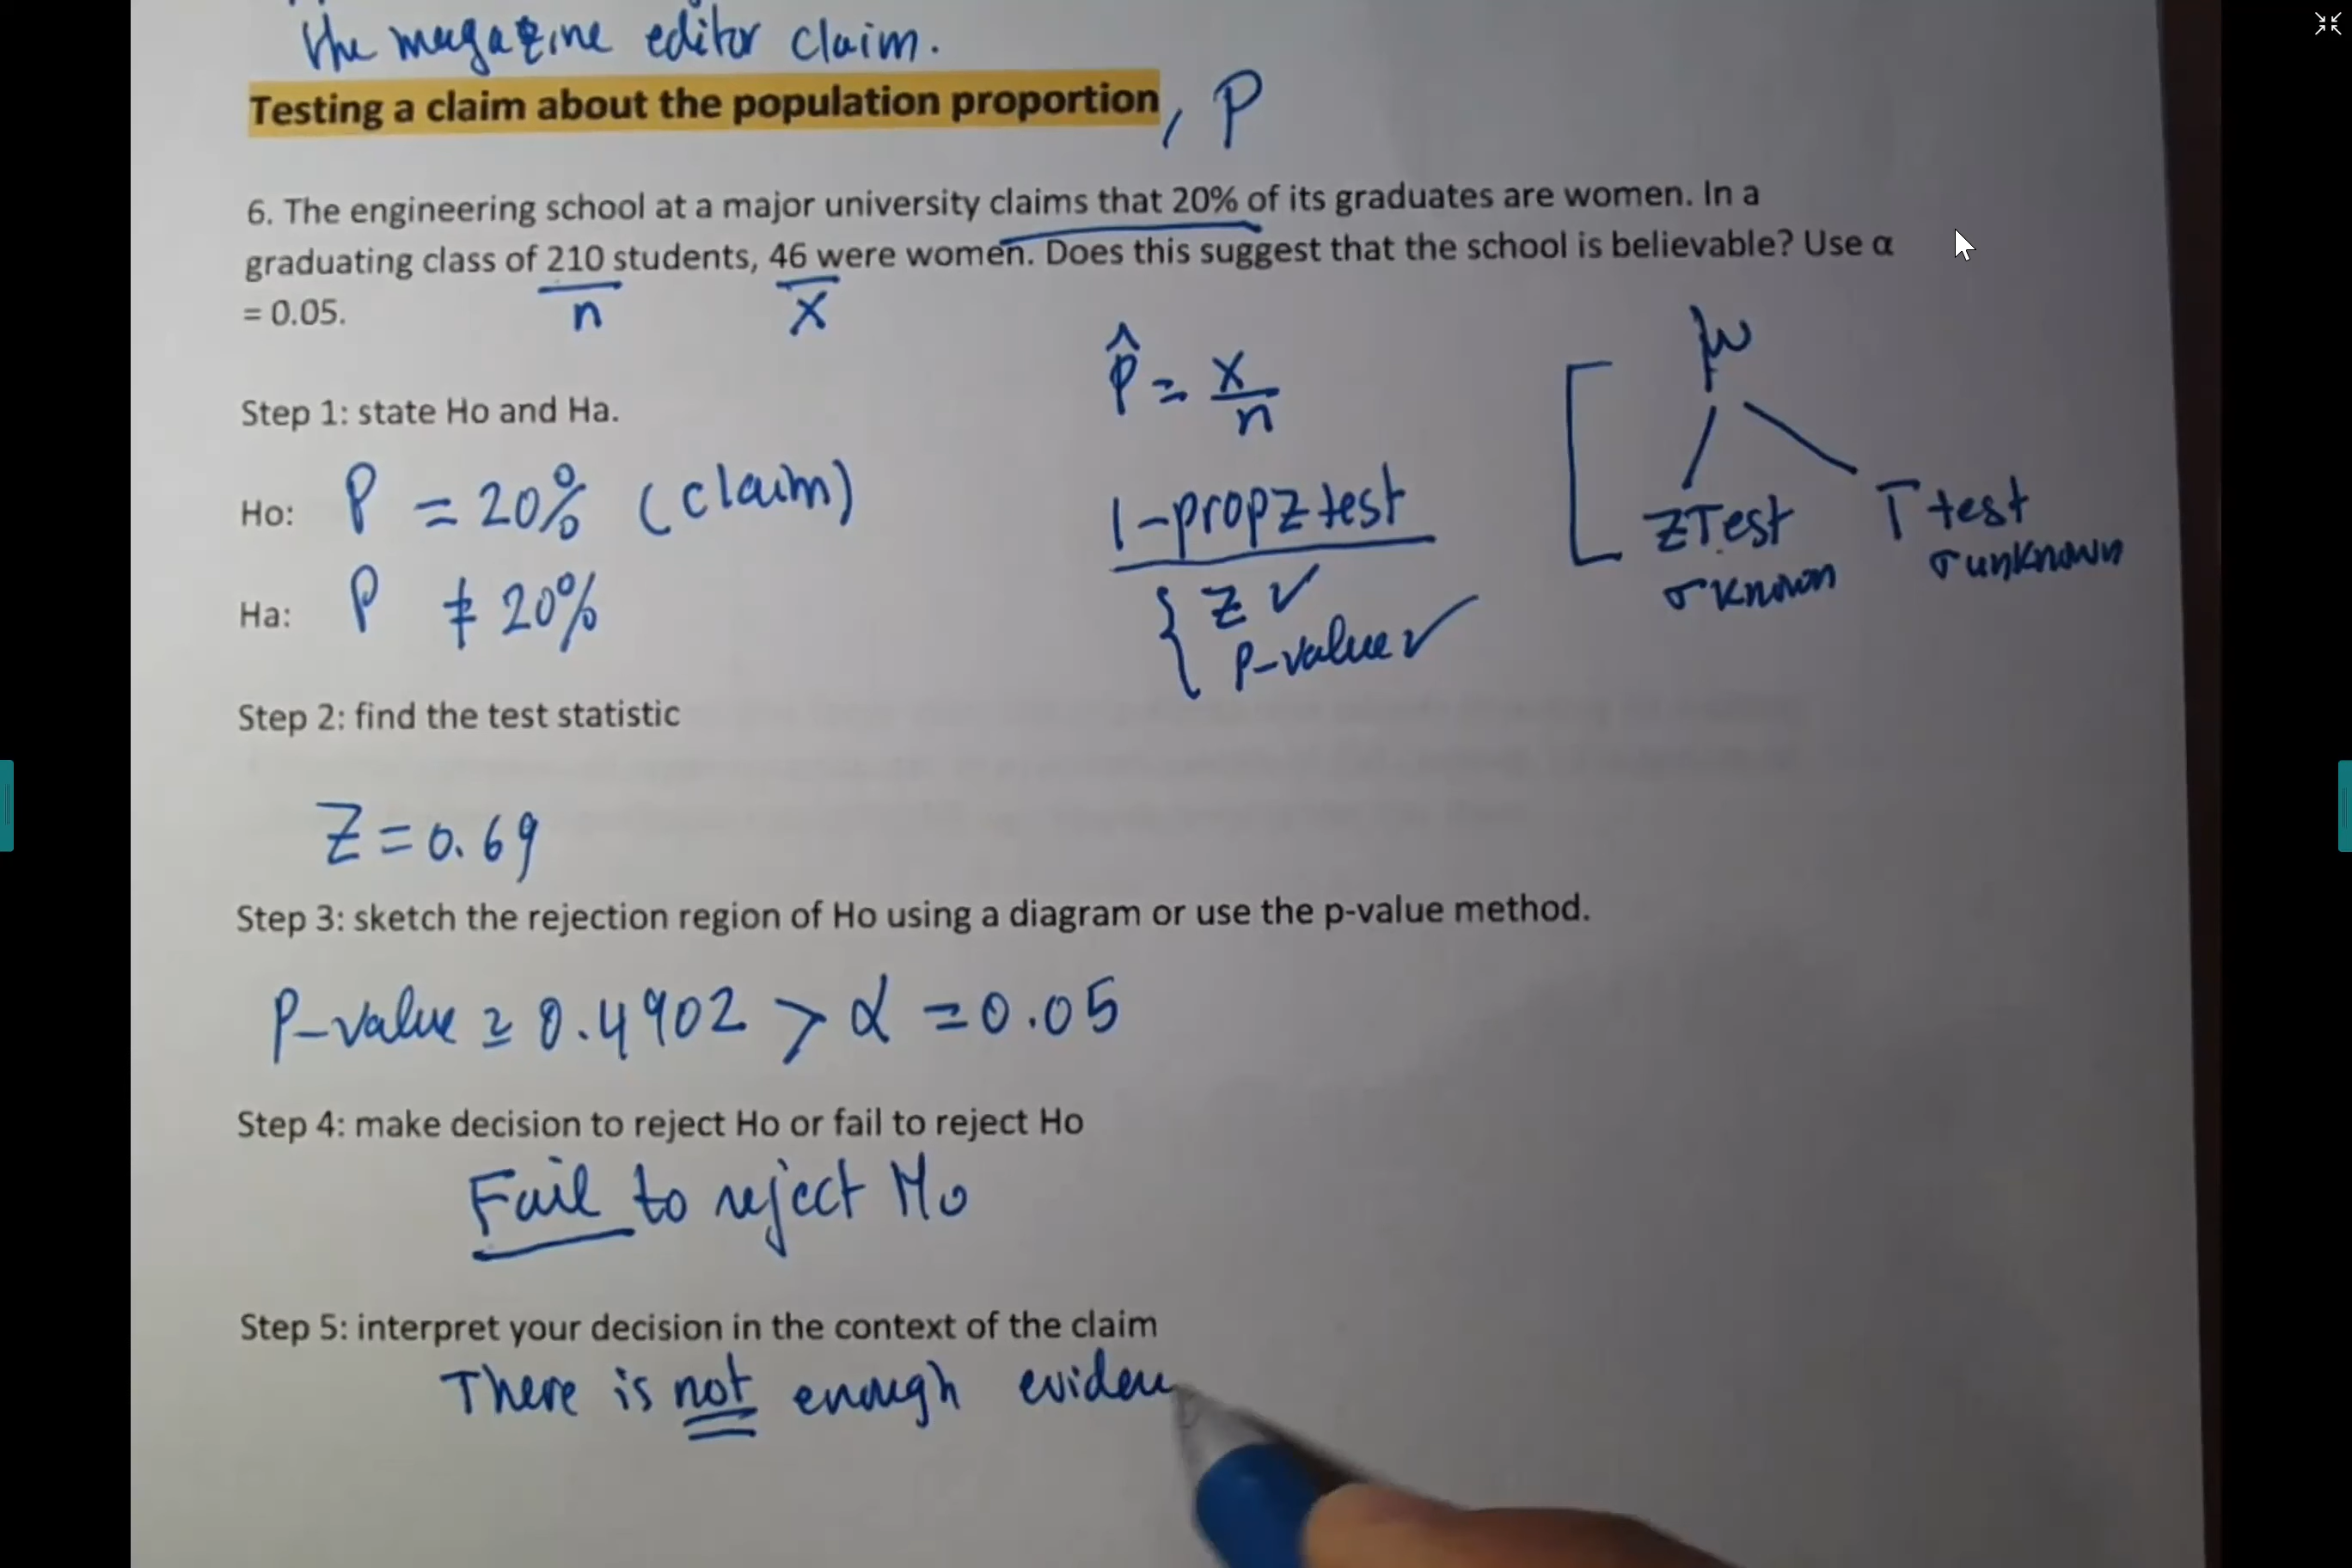 the magazine editor claim.
Testing a claim about the population proportion, P
6. The engineering school at a major university claims that 20% of its graduates are women. In a
graduating class of 210 students, 46 were women. Does this suggest that the school is believable? Use α
= 0.05.
n x
p̂ = x/n
μ
Step 1: state Ho and Ha.
Ho: P = 20% (claim)
1-propztest
ZTest T test
σ known σ unknown
Ha: P ≠ 20%
{ Z ✓
P-value ✓
Step 2: find the test statistic
Z = 0.69
Step 3: sketch the rejection region of Ho using a diagram or use the p-value method.
P-value ≃ 0.4902 > α = 0.05
Step 4: make decision to reject Ho or fail to reject Ho
Fail to reject Ho
Step 5: interpret your decision in the context of the claim
There is not enough eviden